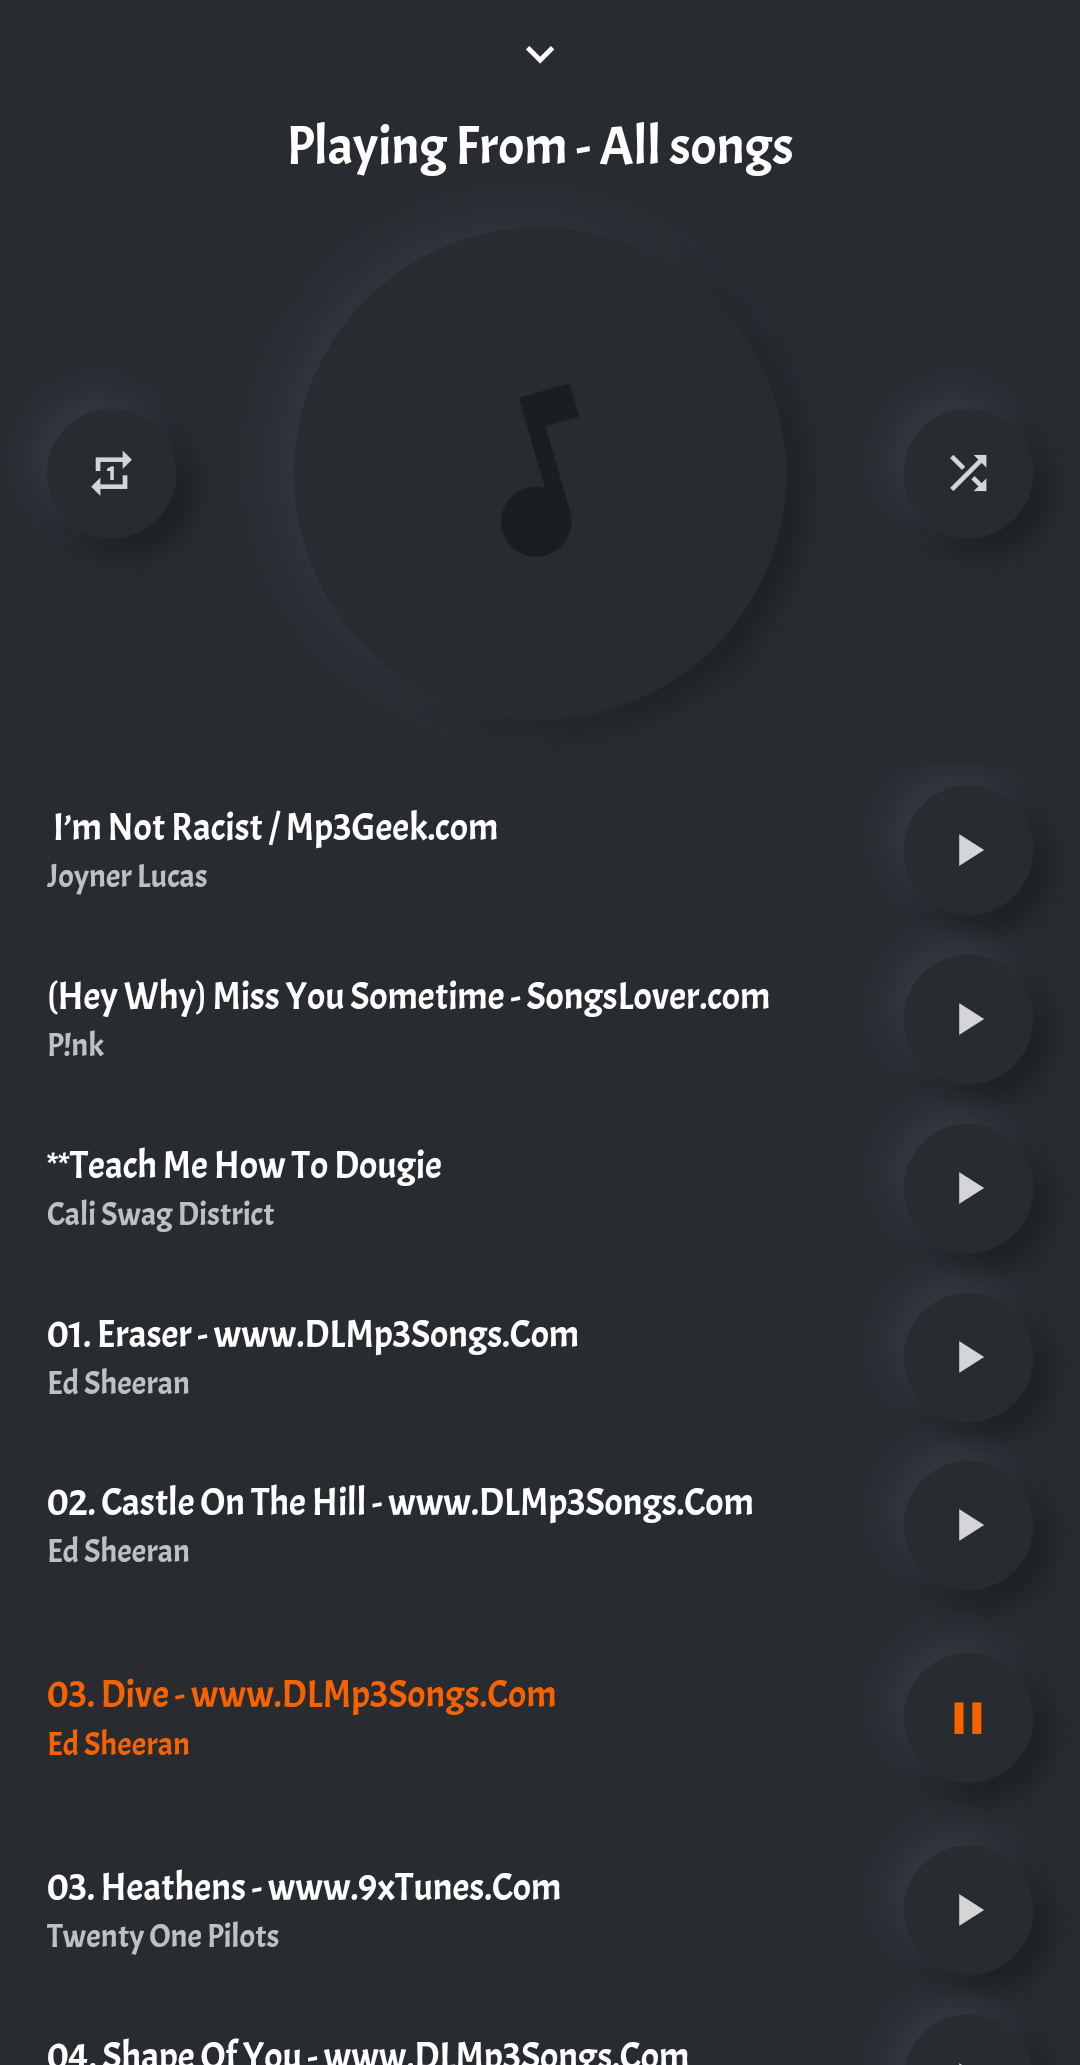 Playing From - All songs
1
I'm Not Racist / Mp3Geek.com
Joyner Lucas
(Hey Why) Miss You Sometime - SongsLover.com
P!nk
**Teach Me How To Dougie
Cali Swag District
01. Eraser - www.DLMp3Songs.Com
Ed Sheeran
02. Castle On The Hill - www.DLMp3Songs.Com
Ed Sheeran
03. Dive - www.DLMp3Songs.Com
Ed Sheeran
03. Heathens - www.9xTunes.Com
Twenty One Pilots
04. Shape Of You - www.DLMp3Songs.Com